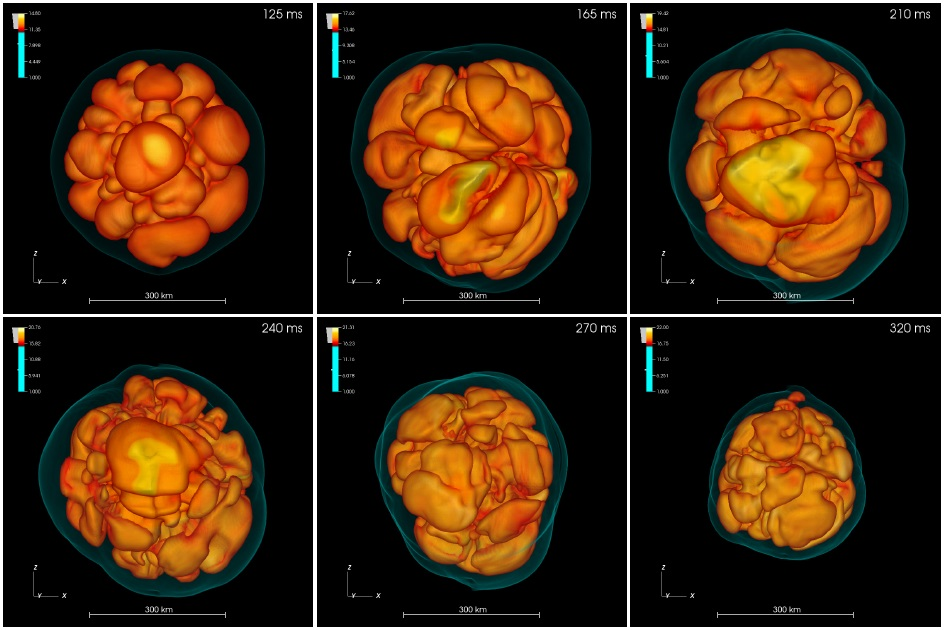 125 ms
14.80
11.35
7.898
4.449
1.000
z
Y x
300 km
165 ms
17.62
13.46
9.308
5.154
1.000
z
Y x
300 km
210 ms
19.42
14.81
10.21
5.604
1.000
z
Y x
300 km
240 ms
20.76
15.82
10.88
5.941
1.000
z
Y x
300 km
270 ms
21.31
16.23
11.16
6.078
1.000
z
Y x
300 km
320 ms
22.00
16.75
11.50
6.251
1.000
z
Y x
300 km